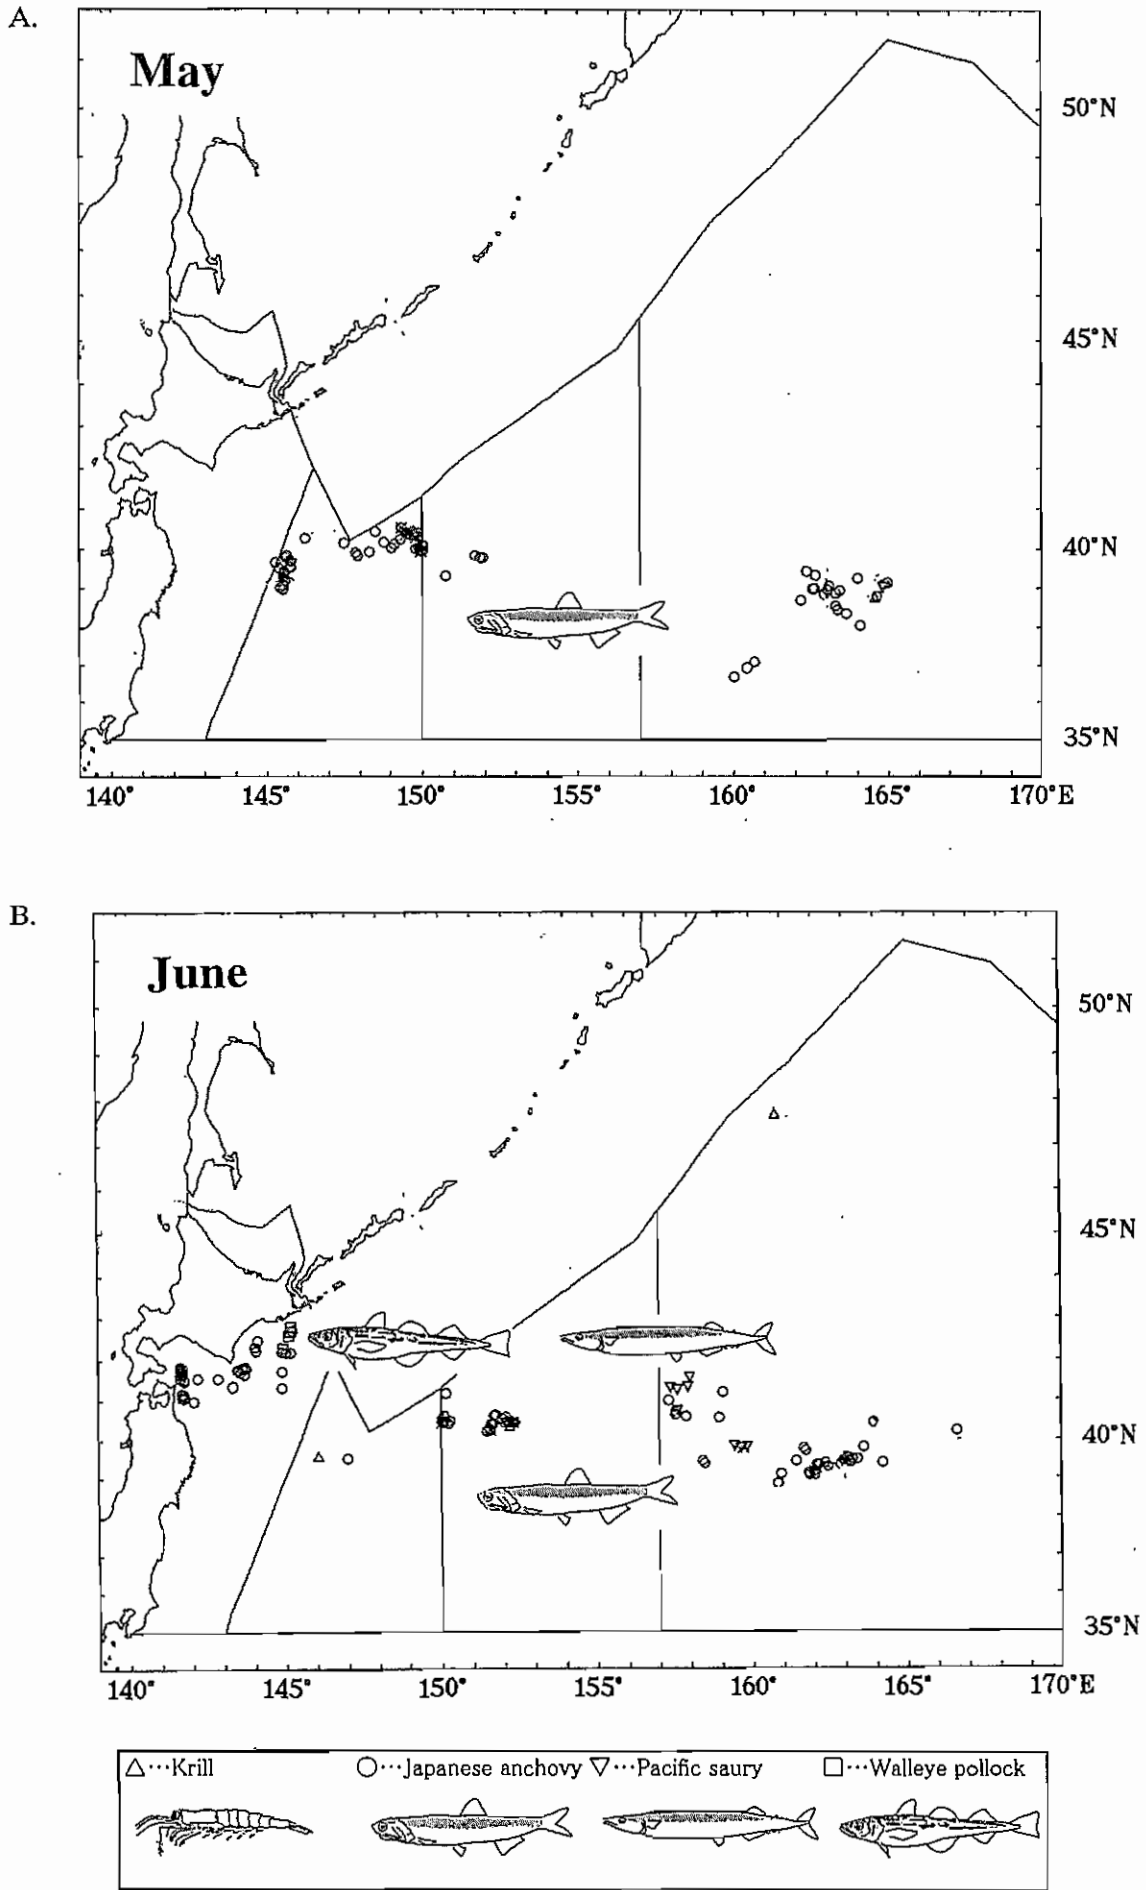 A.
May
50°N
45°N
40°N
35°N
140° 145° 150° 155° 160° 165° 170°E
B.
June
50°N
45°N
40°N
35°N
140° 145° 150° 155° 160° 165° 170°E
△···Krill ○···Japanese anchovy ▽···Pacific saury □···Walleye pollock